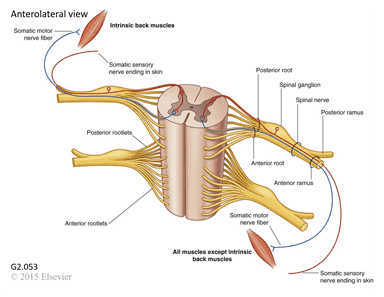 Anterolateral view
Intrinsic back muscles
Somatic motor
nerve fiber
Somatic sensory
nerve ending in skin
Posterior root
Spinal ganglion
Spinal nerve
Posterior ramus
Posterior rootlets
Anterior root
Anterior ramus
Anterior rootlets
Somatic motor
nerve fiber
All muscles except intrinsic
back muscles
Somatic sensory
nerve ending in skin
G2.053
© 2015 Elsevier